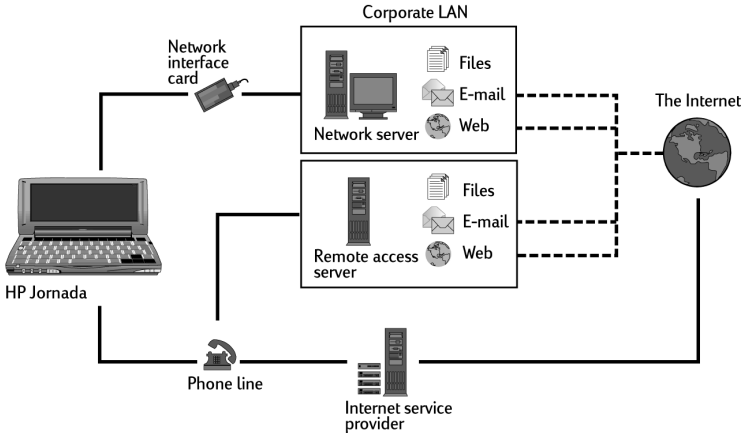 Corporate LAN
Network
interface
card
Files
E-mail
Web
Network server
The Internet
Files
E-mail
Web
Remote access
server
HP Jornada
Phone line
Internet service
provider